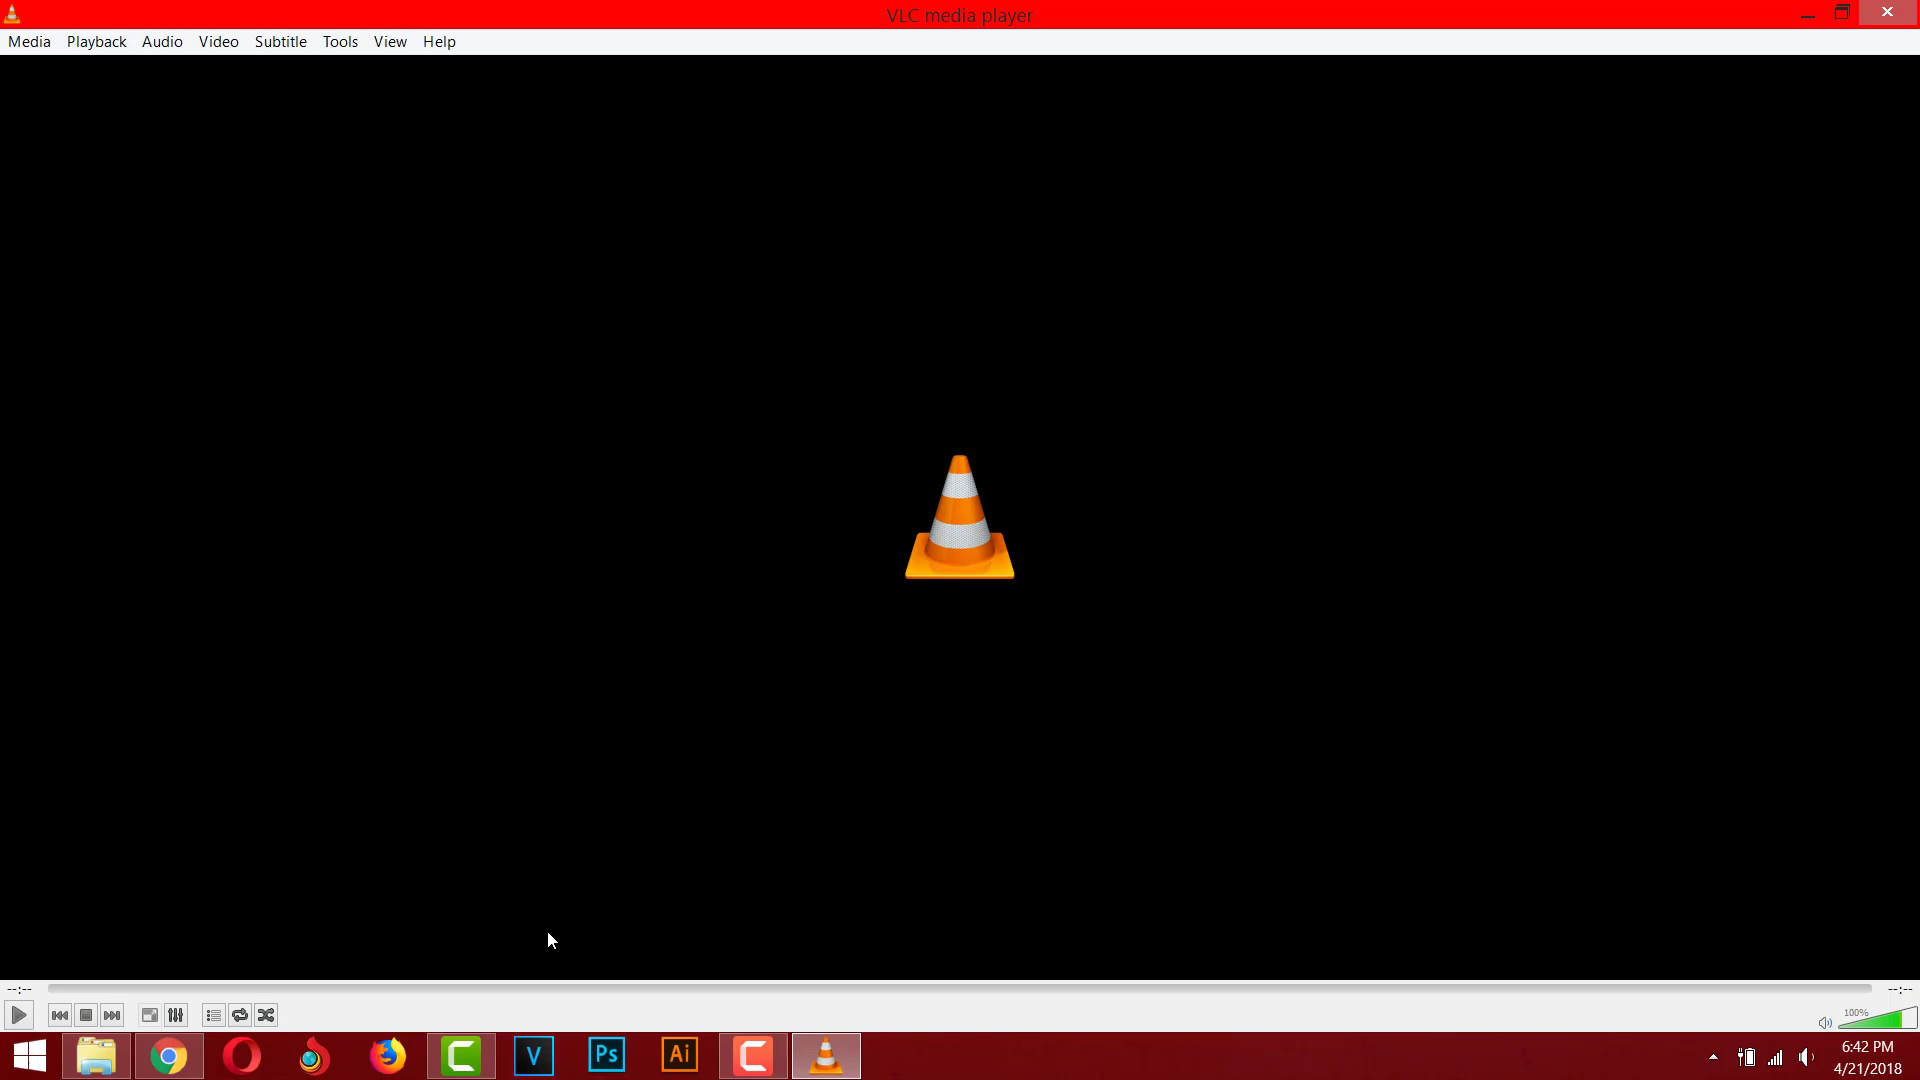 VLC media player
Media Playback Audio Video Subtitle Tools View Help
--:-- --:--
100%
V Ps Ai
6:42 PM
4/21/2018